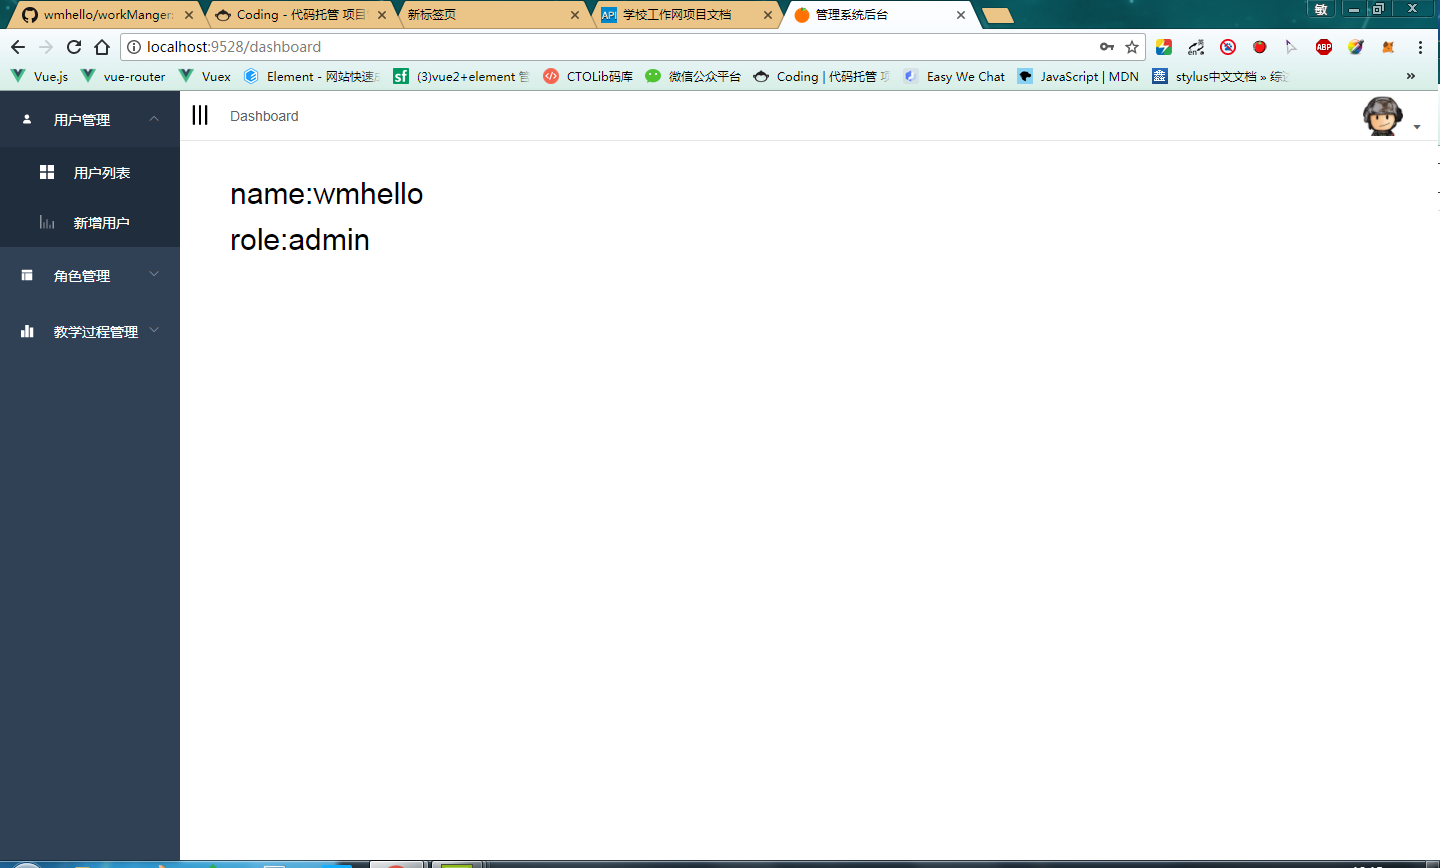 wmhello/workManger:
Coding - 代码托管 项目
新标签页
API 学校工作网项目文档
管理系统后台
敏
localhost:9528/dashboard
ABP
Vue.js
vue-router
Vuex
Element - 网站快速
sf (3)vue2+element
CTOLib码库
微信公众平台
Coding | 代码托管
Easy We Chat
JavaScript | MDN
鑫 stylus中文文档 »
»
用户管理
用户列表
新增用户
角色管理
教学过程管理
Dashboard
name:wmhello
role:admin